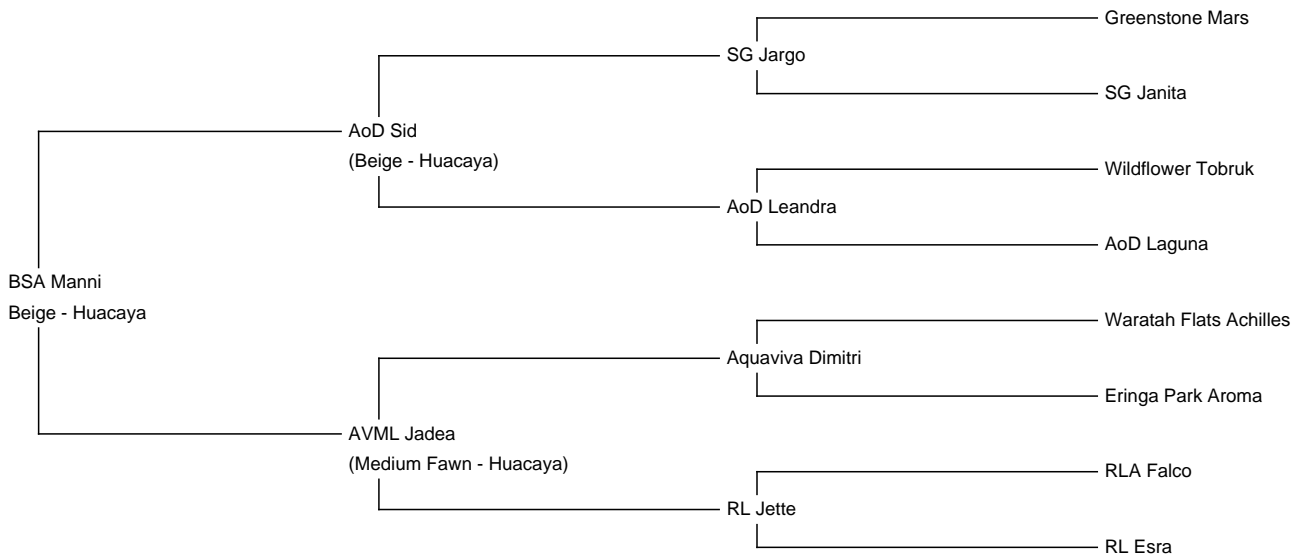 Greenstone Mars
SG Jargo
SG Janita
AoD Sid
(Beige - Huacaya)
Wildflower Tobruk
AoD Leandra
AoD Laguna
BSA Manni
Beige - Huacaya
Waratah Flats Achilles
Aquaviva Dimitri
Eringa Park Aroma
AVML Jadea
(Medium Fawn - Huacaya)
RLA Falco
RL Jette
RL Esra